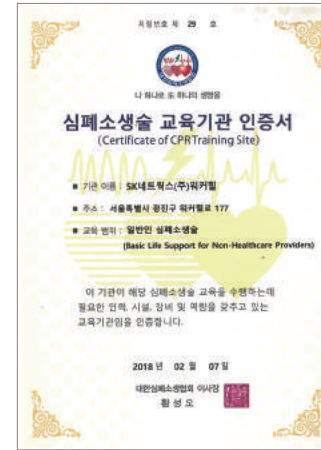 지정번호 제 29 호
나 하나로 또 하나의 생명을
심폐소생술 교육기관 인증서
(Certificate of CPR Training Site)
■ 기관 이름 : SK네트웍스(주)워커힐
■ 주소 : 서울특별시 광진구 워커힐로 177
■ 교육 범위 : 일반인 심폐소생술
(Basic Life Support for Non-Healthcare Providers)
이 기관이 해당 심폐소생술 교육을 수행하는데
필요한 인력, 시설, 장비 및 역량을 갖추고 있는
교육기관임을 인증합니다.
2018 년 02 월 07 일
대한심폐소생협회 이사장
황 성 오